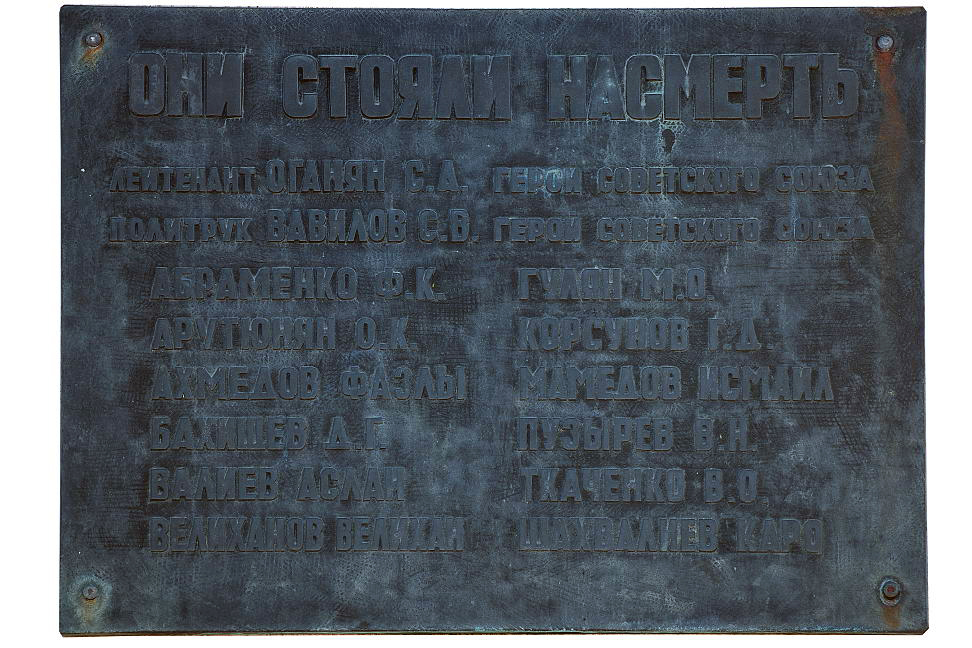 ОНИ СТОЯЛИ НАСМЕРТЬ
ЛЕЙТЕНАНТ ОГАНЯН С.А. ГЕРОЙ СОВЕТСКОГО СОЮЗА
ПОЛИТРУК ВАВИЛОВ С.В. ГЕРОЙ СОВЕТСКОГО СОЮЗА
АБРАМЕНКО Ф.К.
АРУТЮНЯН О.К.
АХМЕДОВ ФАЗЛЫ
БАХИЩЕВ Д.Г.
ВАЛИЕВ АСЛАН
ВЕЛИХАНОВ ВЕЛИХАН
ГУЛЯН М.О.
КОРСУНОВ Г.Д.
МАМЕДОВ ИСМАИЛ
ПУЗЫРЕВ В.Н.
ТКАЧЕНКО В.О.
ШАХВАЛИЕВ КАРО